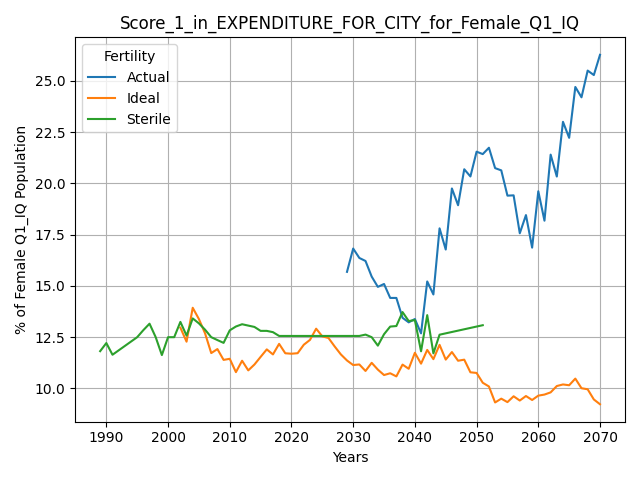 Score_1_in_EXPENDITURE_FOR_CITY_for_Female_Q1_IQ
Fertility
Actual
Ideal
Sterile
% of Female Q1_IQ Population
25.0
22.5
20.0
17.5
15.0
12.5
10.0
1990 2000 2010 2020 2030 2040 2050 2060 2070
Years